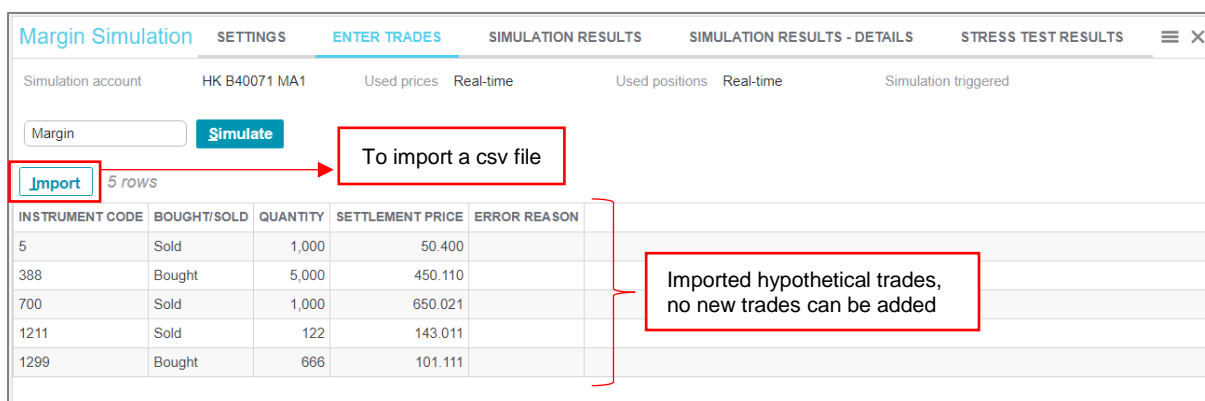 Margin Simulation SETTINGS ENTER TRADES SIMULATION RESULTS SIMULATION RESULTS - DETAILS STRESS TEST RESULTS
Simulation account HK B40071 MA1 Used prices Real-time Used positions Real-time Simulation triggered
Margin Simulate
To import a csv file
Import 5 rows
INSTRUMENT CODE BOUGHT/SOLD QUANTITY SETTLEMENT PRICE ERROR REASON
5 Sold 1,000 50.400
388 Bought 5,000 450.110
700 Sold 1,000 650.021
1211 Sold 122 143.011
1299 Bought 666 101.111
Imported hypothetical trades,
no new trades can be added